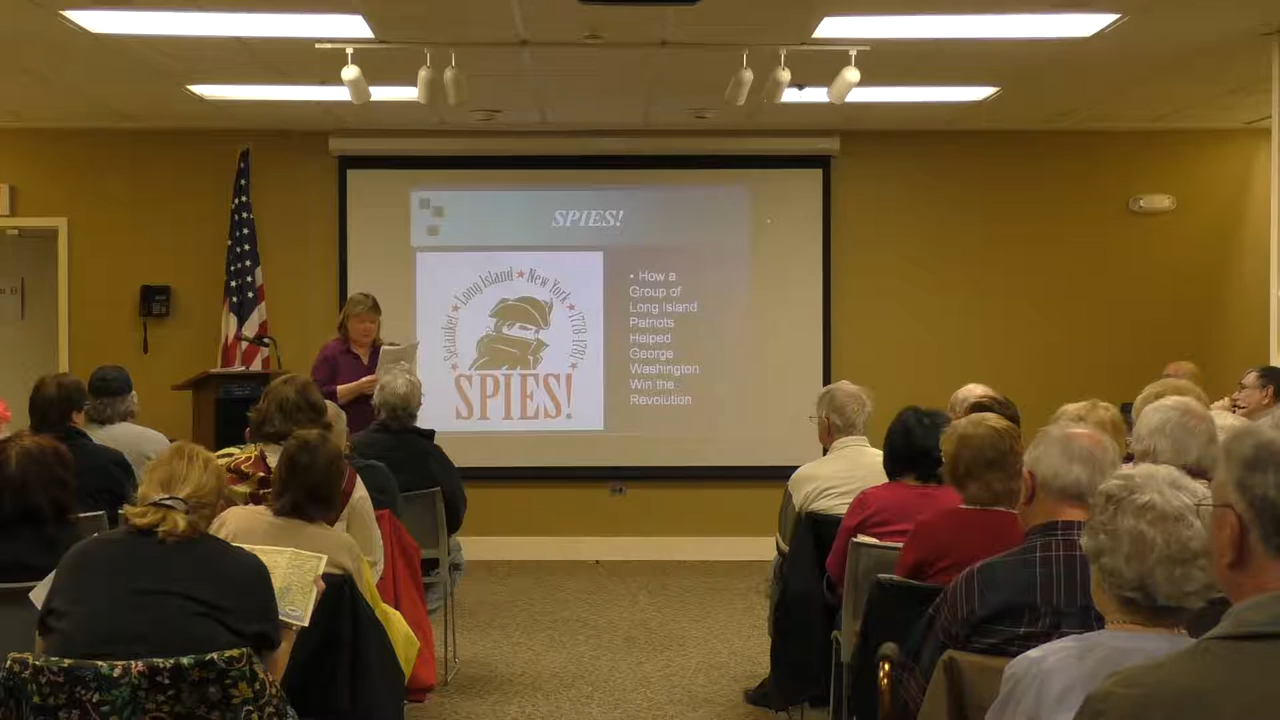 SPIES!
Setauket ★ Long Island ★ New York ★ 1778-1781 ★
SPIES!
• How a
Group of
Long Island
Patriots
Helped
George
Washington
Win the
Revolution